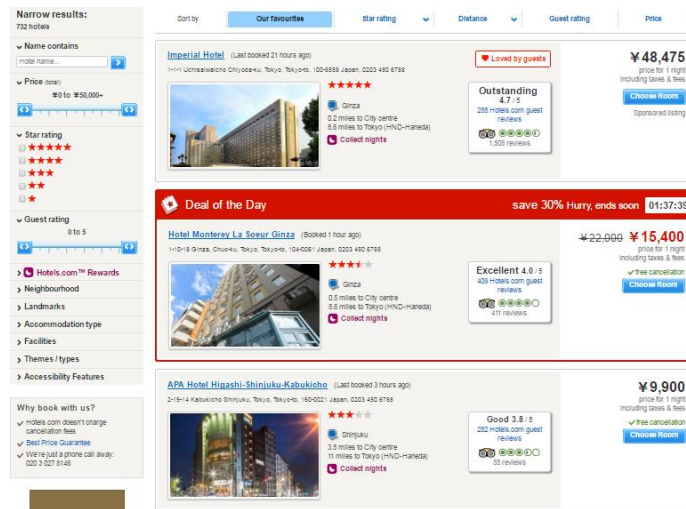 Narrow results:
732 hotels
Name contains
Hotel name...
Price (total)
¥0 to ¥50,000+
Star rating
Guest rating
0 to 5
Hotels.com™ Rewards
Neighbourhood
Landmarks
Accommodation type
Facilities
Themes / types
Accessibility Features
Why book with us?
Hotels.com doesn't charge
cancellation fees
Best Price Guarantee
We're just a phone call away:
020 3 027 8146
Sort by Our favourites Star rating Distance Guest rating Price
Imperial Hotel (Last booked 21 hours ago)
1-1-1 Uchisaiwaicho Chiyoda-ku, Tokyo, Tokyo-to, 100-8558 Japan, 0203 450 6788
Ginza
0.2 miles to City centre
8.6 miles to Tokyo (HND-Haneda)
Collect nights
Loved by guests
Outstanding
4.7 / 5
288 Hotels.com guest
reviews
1,508 reviews
¥48,475
price for 1 night
including taxes & fees
Choose Room
Sponsored listing
Deal of the Day save 30% Hurry, ends soon 01:37:39
Hotel Monterey La Soeur Ginza (Booked 1 hour ago)
1-10-18 Ginza, Chuo-ku, Tokyo, Tokyo-to, 104-0061 Japan, 0203 450 6788
Ginza
0.5 miles to City centre
8.6 miles to Tokyo (HND-Haneda)
Collect nights
Excellent 4.0 / 5
409 Hotels.com guest
reviews
411 reviews
¥22,000 ¥15,400
price for 1 night
including taxes & fees
free cancellation
Choose Room
APA Hotel Higashi-Shinjuku-Kabukicho (Last booked 3 hours ago)
2-19-14 Kabukicho Shinjuku, Tokyo, Tokyo-to, 160-0021 Japan, 0203 450 6788
Shinjuku
3.5 miles to City centre
11 miles to Tokyo (HND-Haneda)
Collect nights
Good 3.8 / 5
252 Hotels.com guest
reviews
55 reviews
¥9,900
price for 1 night
including taxes & fees
free cancellation
Choose Room